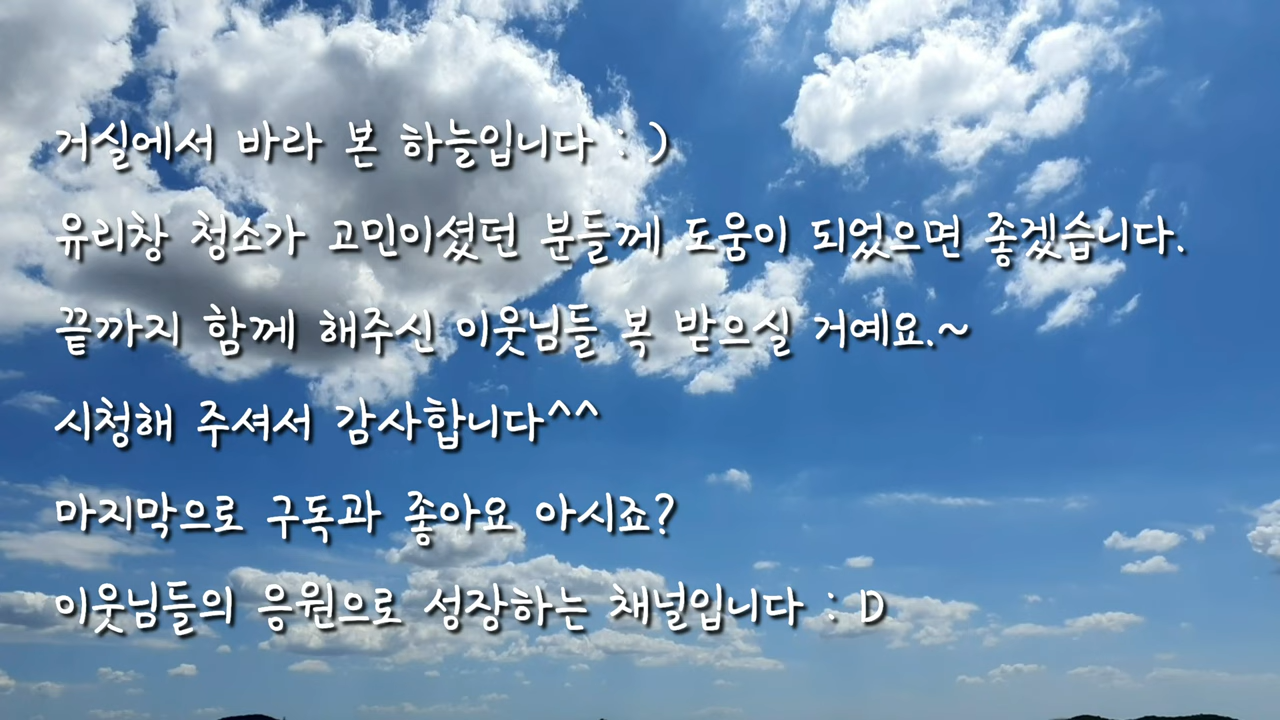 거실에서 바라 본 하늘입니다 : )
유리창 청소가 고민이셨던 분들께 도움이 되었으면 좋겠습니다.
끝까지 함께 해주신 이웃님들 복 받으실 거예요.~
시청해 주셔서 감사합니다^^
마지막으로 구독과 좋아요 아시죠?
이웃님들의 응원으로 성장하는 채널입니다 : D